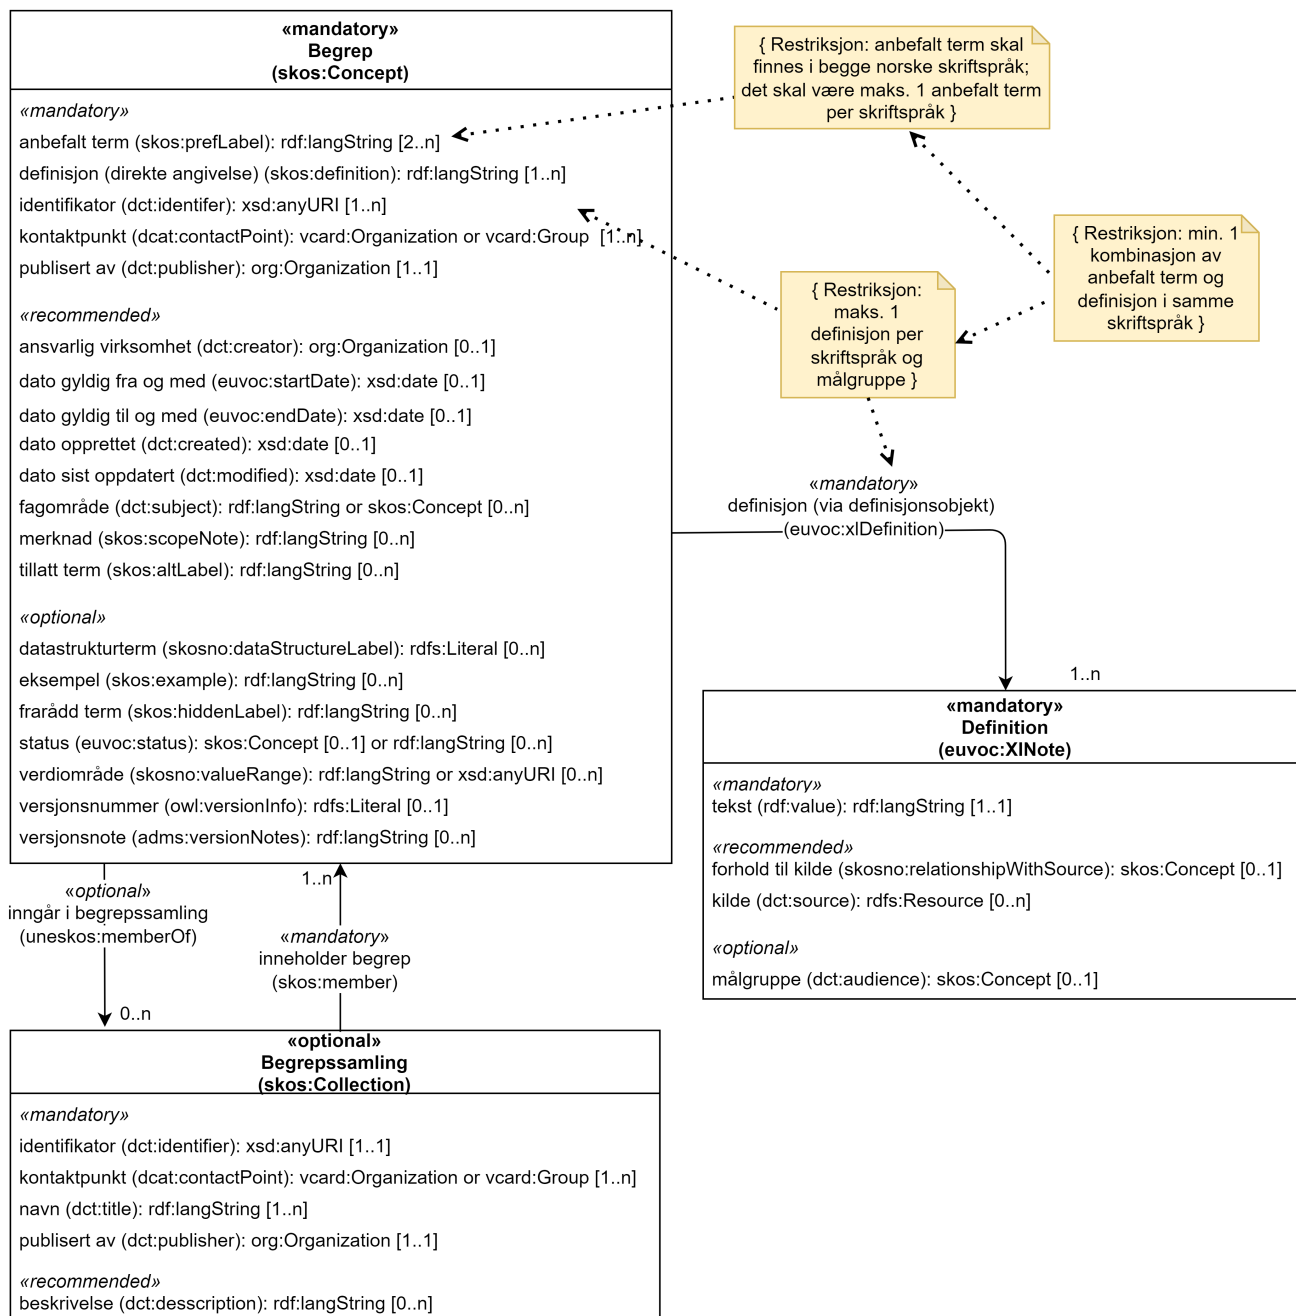 «mandatory»
Begrep
(skos:Concept)
«mandatory»
anbefalt term (skos:prefLabel): rdf:langString [2..n]
definisjon (direkte angivelse) (skos:definition): rdf:langString [1..n]
identifikator (dct:identifer): xsd:anyURI [1..n]
kontaktpunkt (dcat:contactPoint): vcard:Organization or vcard:Group [1..n]
publisert av (dct:publisher): org:Organization [1..1]
«recommended»
ansvarlig virksomhet (dct:creator): org:Organization [0..1]
dato gyldig fra og med (euvoc:startDate): xsd:date [0..1]
dato gyldig til og med (euvoc:endDate): xsd:date [0..1]
dato opprettet (dct:created): xsd:date [0..1]
dato sist oppdatert (dct:modified): xsd:date [0..1]
fagområde (dct:subject): rdf:langString or skos:Concept [0..n]
merknad (skos:scopeNote): rdf:langString [0..n]
tillatt term (skos:altLabel): rdf:langString [0..n]
«optional»
datastrukturterm (skosno:dataStructureLabel): rdfs:Literal [0..n]
eksempel (skos:example): rdf:langString [0..n]
frarådd term (skos:hiddenLabel): rdf:langString [0..n]
status (euvoc:status): skos:Concept [0..1] or rdf:langString [0..n]
verdiområde (skosno:valueRange): rdf:langString or xsd:anyURI [0..n]
versjonsnummer (owl:versionInfo): rdfs:Literal [0..1]
versjonsnote (adms:versionNotes): rdf:langString [0..n]
{ Restriksjon: anbefalt term skal
finnes i begge norske skriftspråk;
det skal være maks. 1 anbefalt term
per skriftspråk }
{ Restriksjon: min. 1
kombinasjon av
anbefalt term og
definisjon i samme
skriftspråk }
{ Restriksjon:
maks. 1
definisjon per
skriftspråk og
målgruppe }
«mandatory»
definisjon (via definisjonsobjekt)
(euvoc:xlDefinition)
1..n
«mandatory»
Definition
(euvoc:XlNote)
«mandatory»
tekst (rdf:value): rdf:langString [1..1]
«recommended»
forhold til kilde (skosno:relationshipWithSource): skos:Concept [0..1]
kilde (dct:source): rdfs:Resource [0..n]
«optional»
målgruppe (dct:audience): skos:Concept [0..1]
«optional»
inngår i begrepssamling
(uneskos:memberOf)
0..n
1..n
«mandatory»
inneholder begrep
(skos:member)
«optional»
Begrepssamling
(skos:Collection)
«mandatory»
identifikator (dct:identifier): xsd:anyURI [1..1]
kontaktpunkt (dcat:contactPoint): vcard:Organization or vcard:Group [1..n]
navn (dct:title): rdf:langString [1..n]
publisert av (dct:publisher): org:Organization [1..1]
«recommended»
beskrivelse (dct:desscription): rdf:langString [0..n]